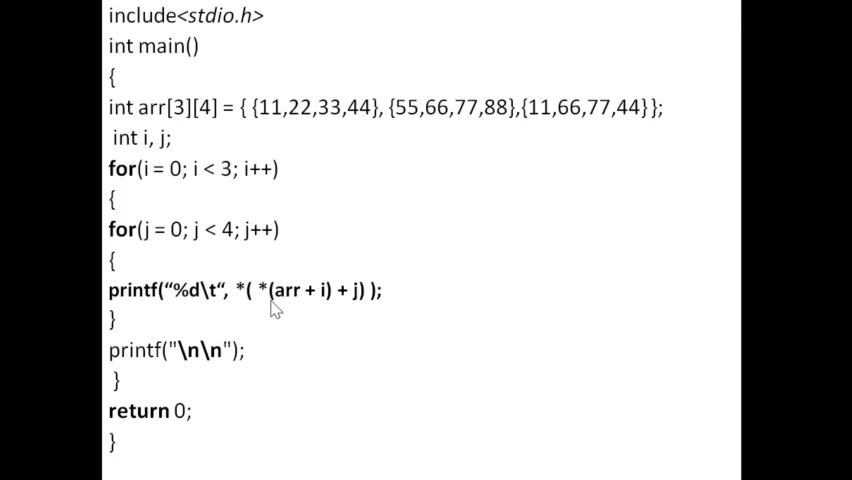 include<stdio.h>
int main()
{
int arr[3][4] = { {11,22,33,44}, {55,66,77,88},{11,66,77,44} };
int i, j;
for(i = 0; i < 3; i++)
{
for(j = 0; j < 4; j++)
{
printf(“%d\t“, *( *(arr + i) + j) );
}
printf("\n\n");
}
return 0;
}